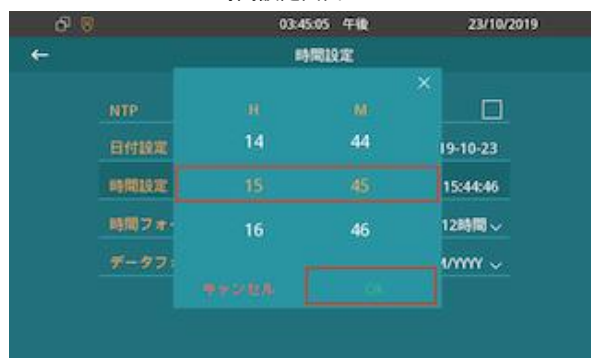 03:45:05 午後 23/10/2019
時間設定
NTP
H M
14 44
日付設定 19-10-23
時間設定 15 45 15:44:46
時間フォー 12時間
16 46
データフ /YYYY
キャンセル OK